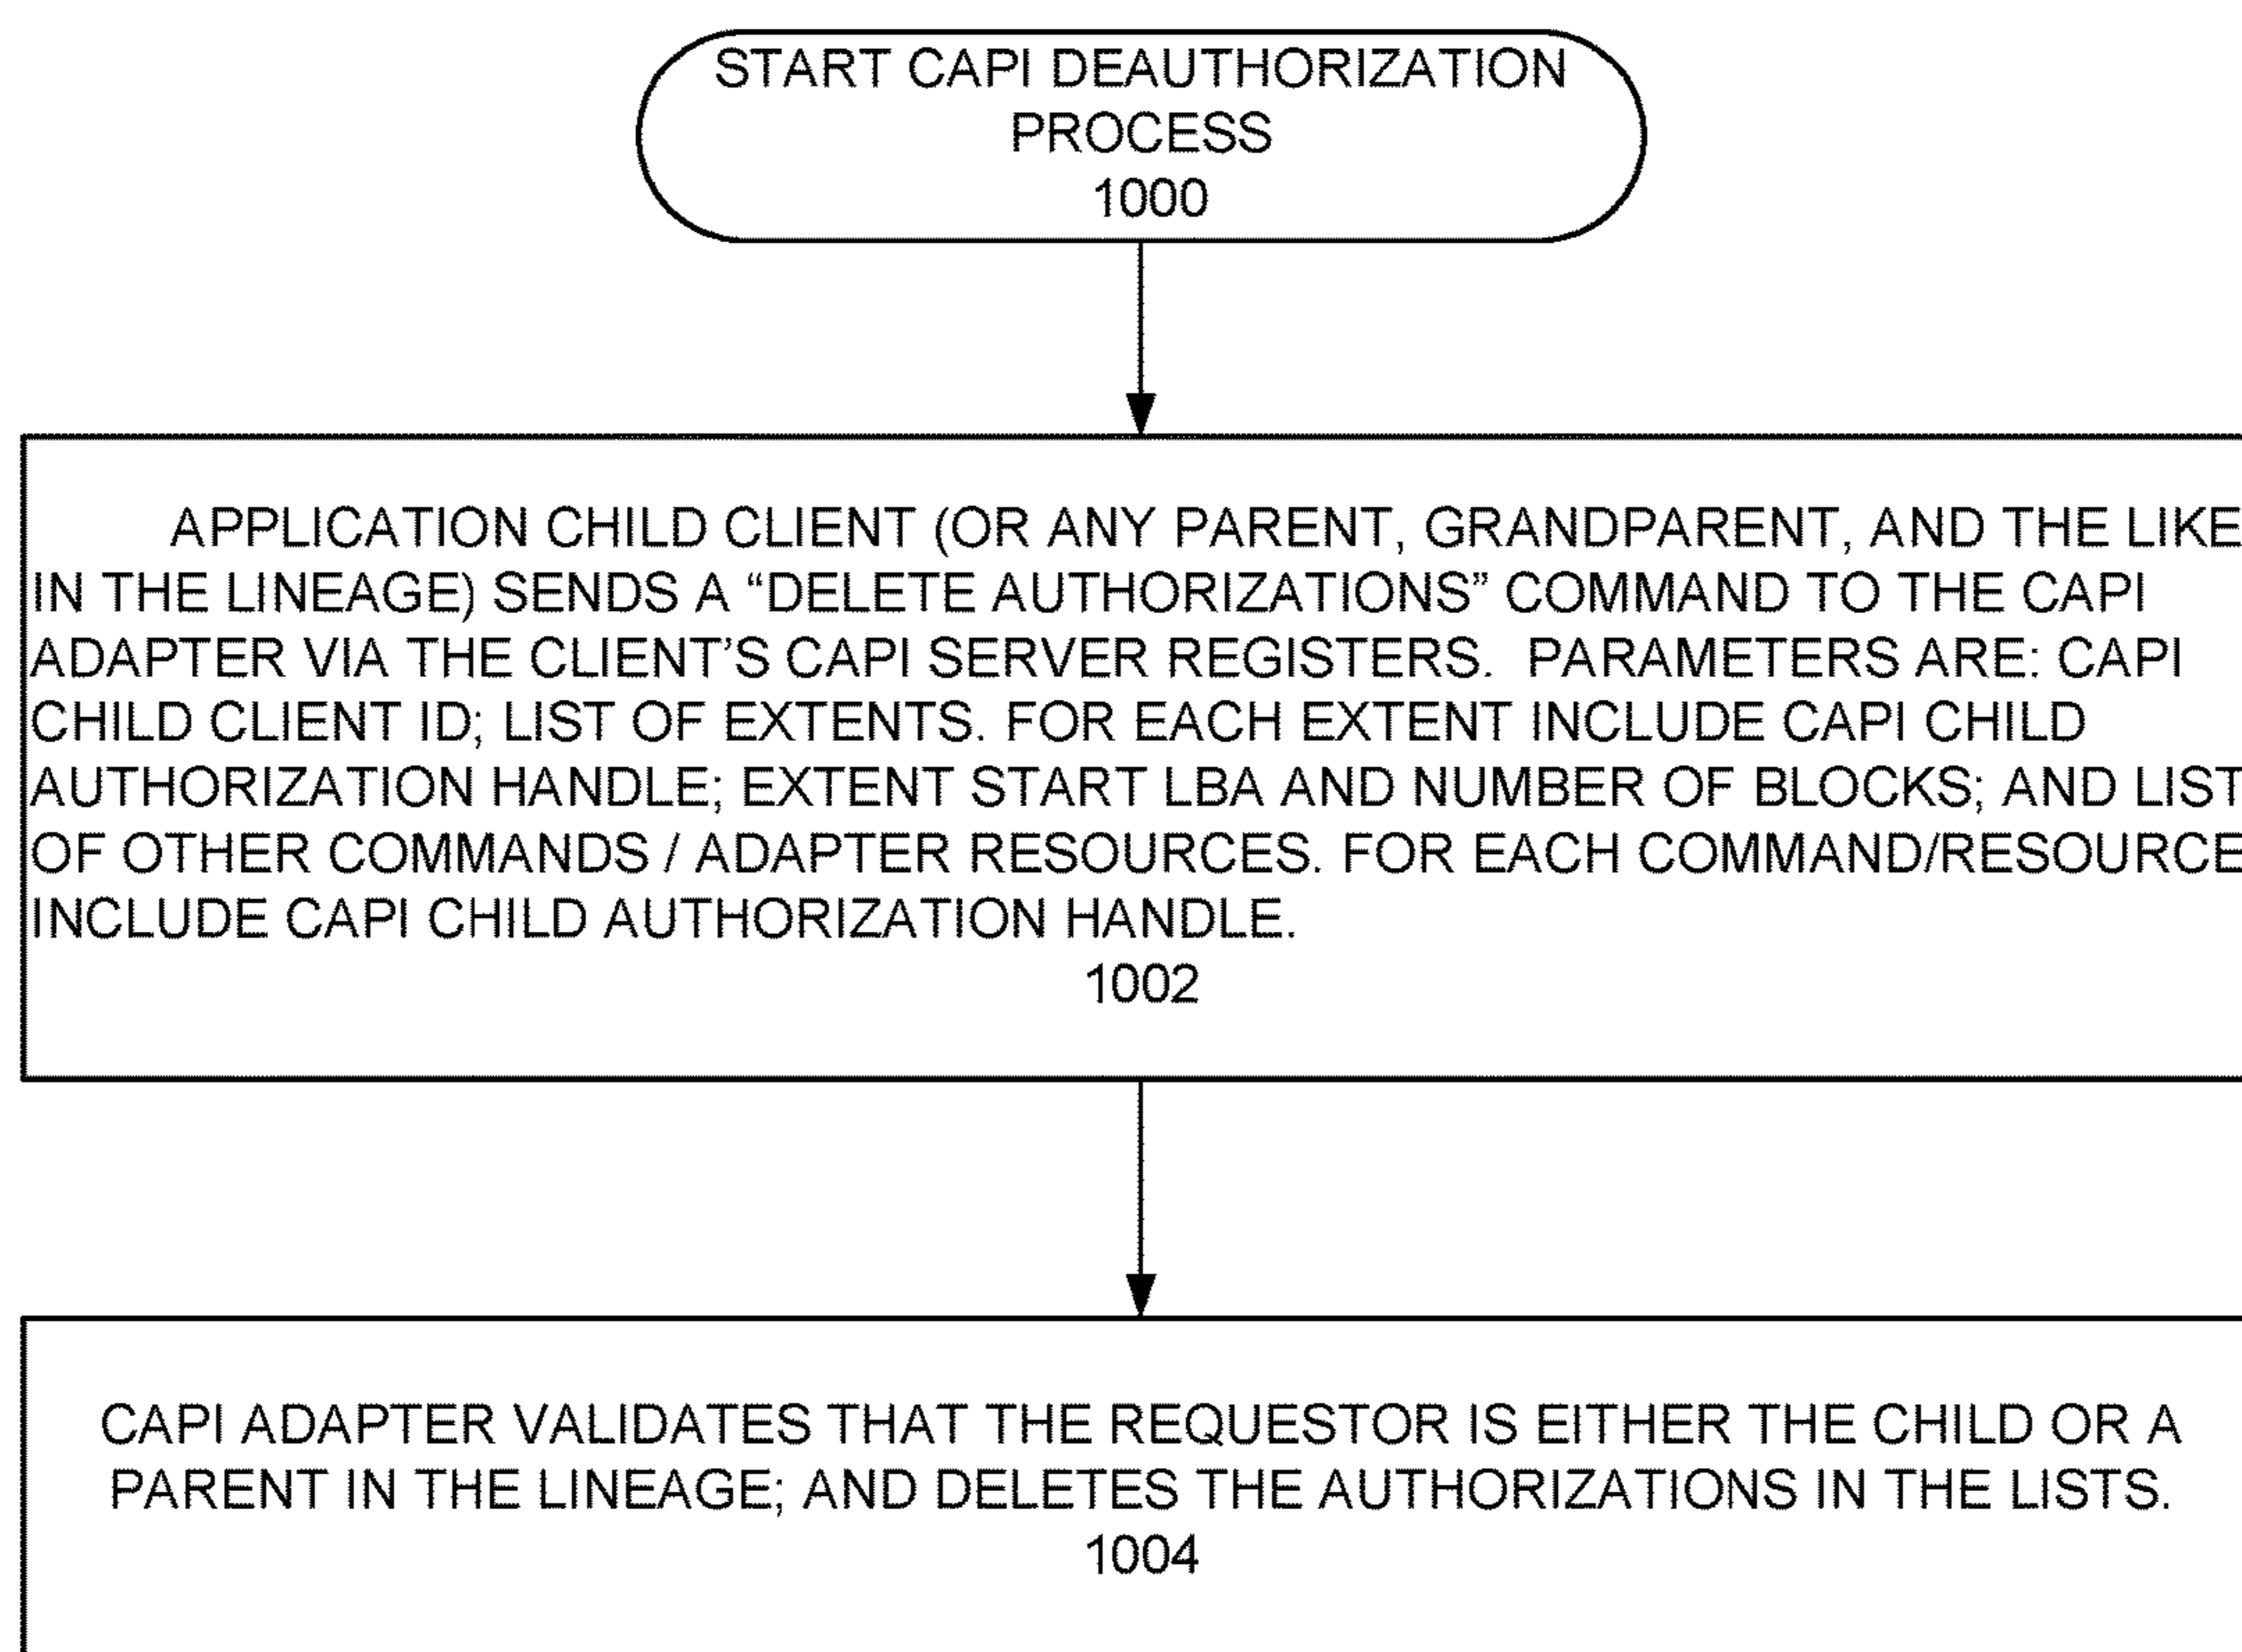 START CAPI DEAUTHORIZATION
PROCESS
1000
APPLICATION CHILD CLIENT (OR ANY PARENT, GRANDPARENT, AND THE LIKE
IN THE LINEAGE) SENDS A “DELETE AUTHORIZATIONS” COMMAND TO THE CAPI
ADAPTER VIA THE CLIENT’S CAPI SERVER REGISTERS. PARAMETERS ARE: CAPI
CHILD CLIENT ID; LIST OF EXTENTS. FOR EACH EXTENT INCLUDE CAPI CHILD
AUTHORIZATION HANDLE; EXTENT START LBA AND NUMBER OF BLOCKS; AND LIST
OF OTHER COMMANDS / ADAPTER RESOURCES. FOR EACH COMMAND/RESOURCE
INCLUDE CAPI CHILD AUTHORIZATION HANDLE.
1002
CAPI ADAPTER VALIDATES THAT THE REQUESTOR IS EITHER THE CHILD OR A
PARENT IN THE LINEAGE; AND DELETES THE AUTHORIZATIONS IN THE LISTS.
1004